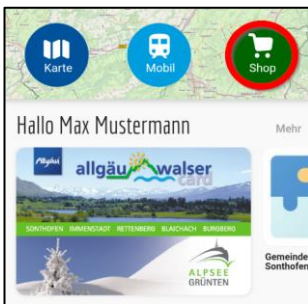 Karte
Mobil
Shop
Hallo Max Mustermann
Mehr
Allgäu
allgäu walser
card
SONTHOFEN IMMENSTADT RETTENBERG BLAICHACH BURGBERG
ALPSEE
GRÜNTEN
Gemeinde
Sonthofen